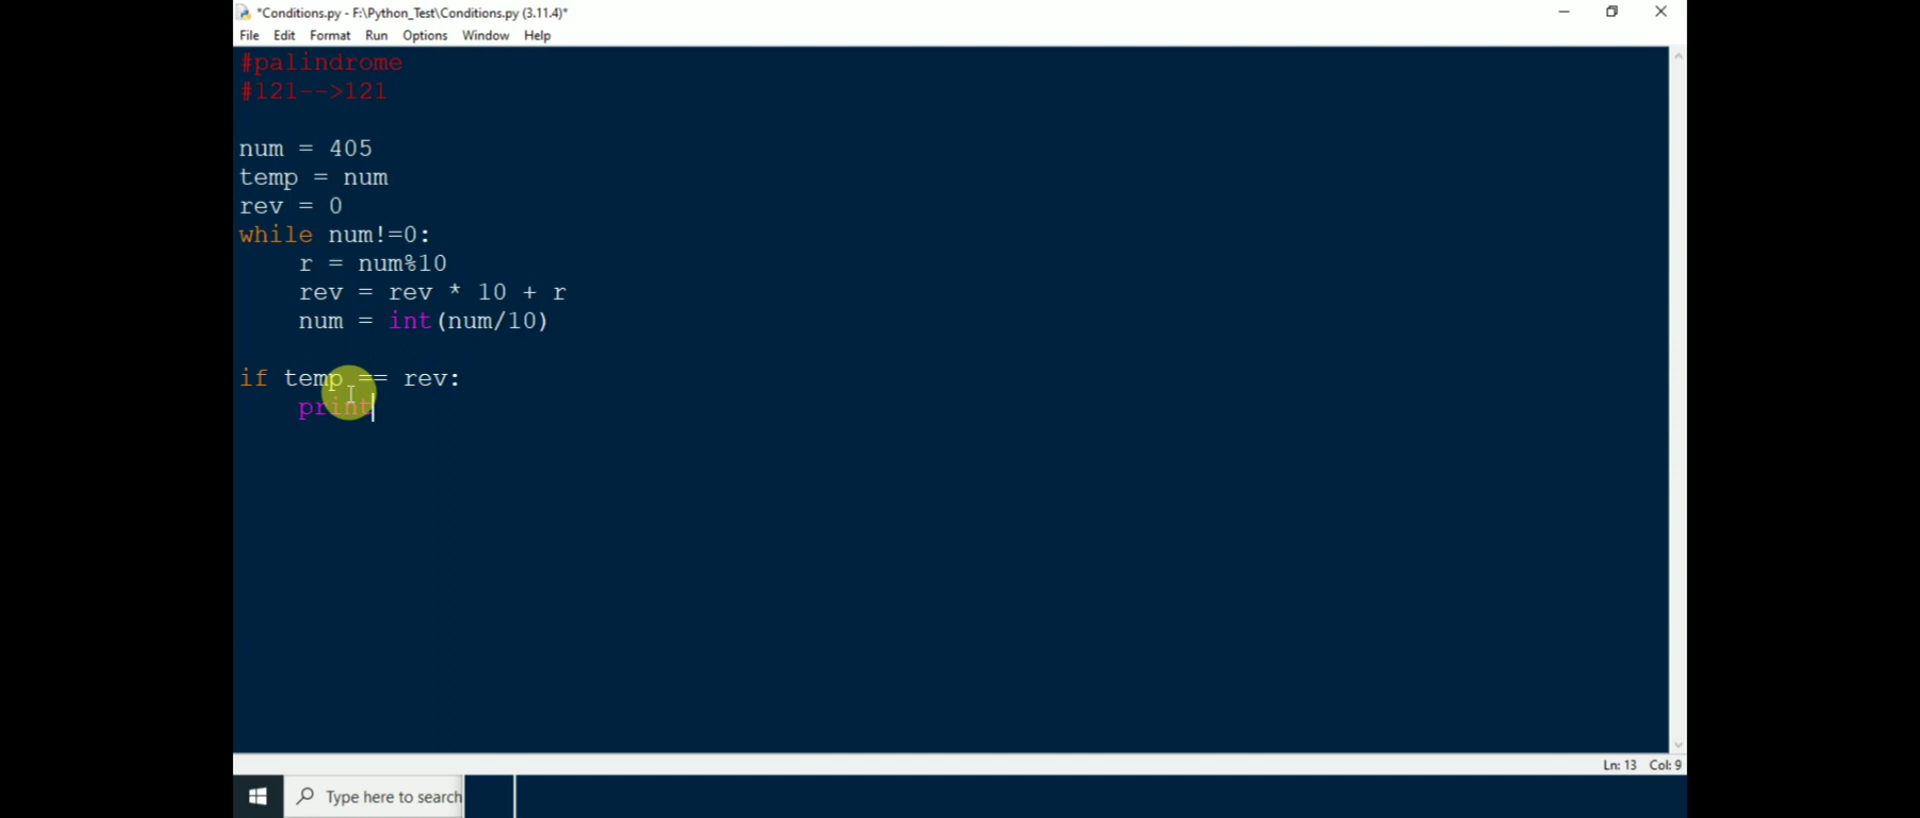 *Conditions.py - F:\Python_Test\Conditions.py (3.11.4)*
File Edit Format Run Options Window Help
#palindrome
#121-->121
num = 405
temp = num
rev = 0
while num!=0:
    r = num%10
    rev = rev * 10 + r
    num = int(num/10)
if temp == rev:
    print
Ln: 13 Col: 9
Type here to search